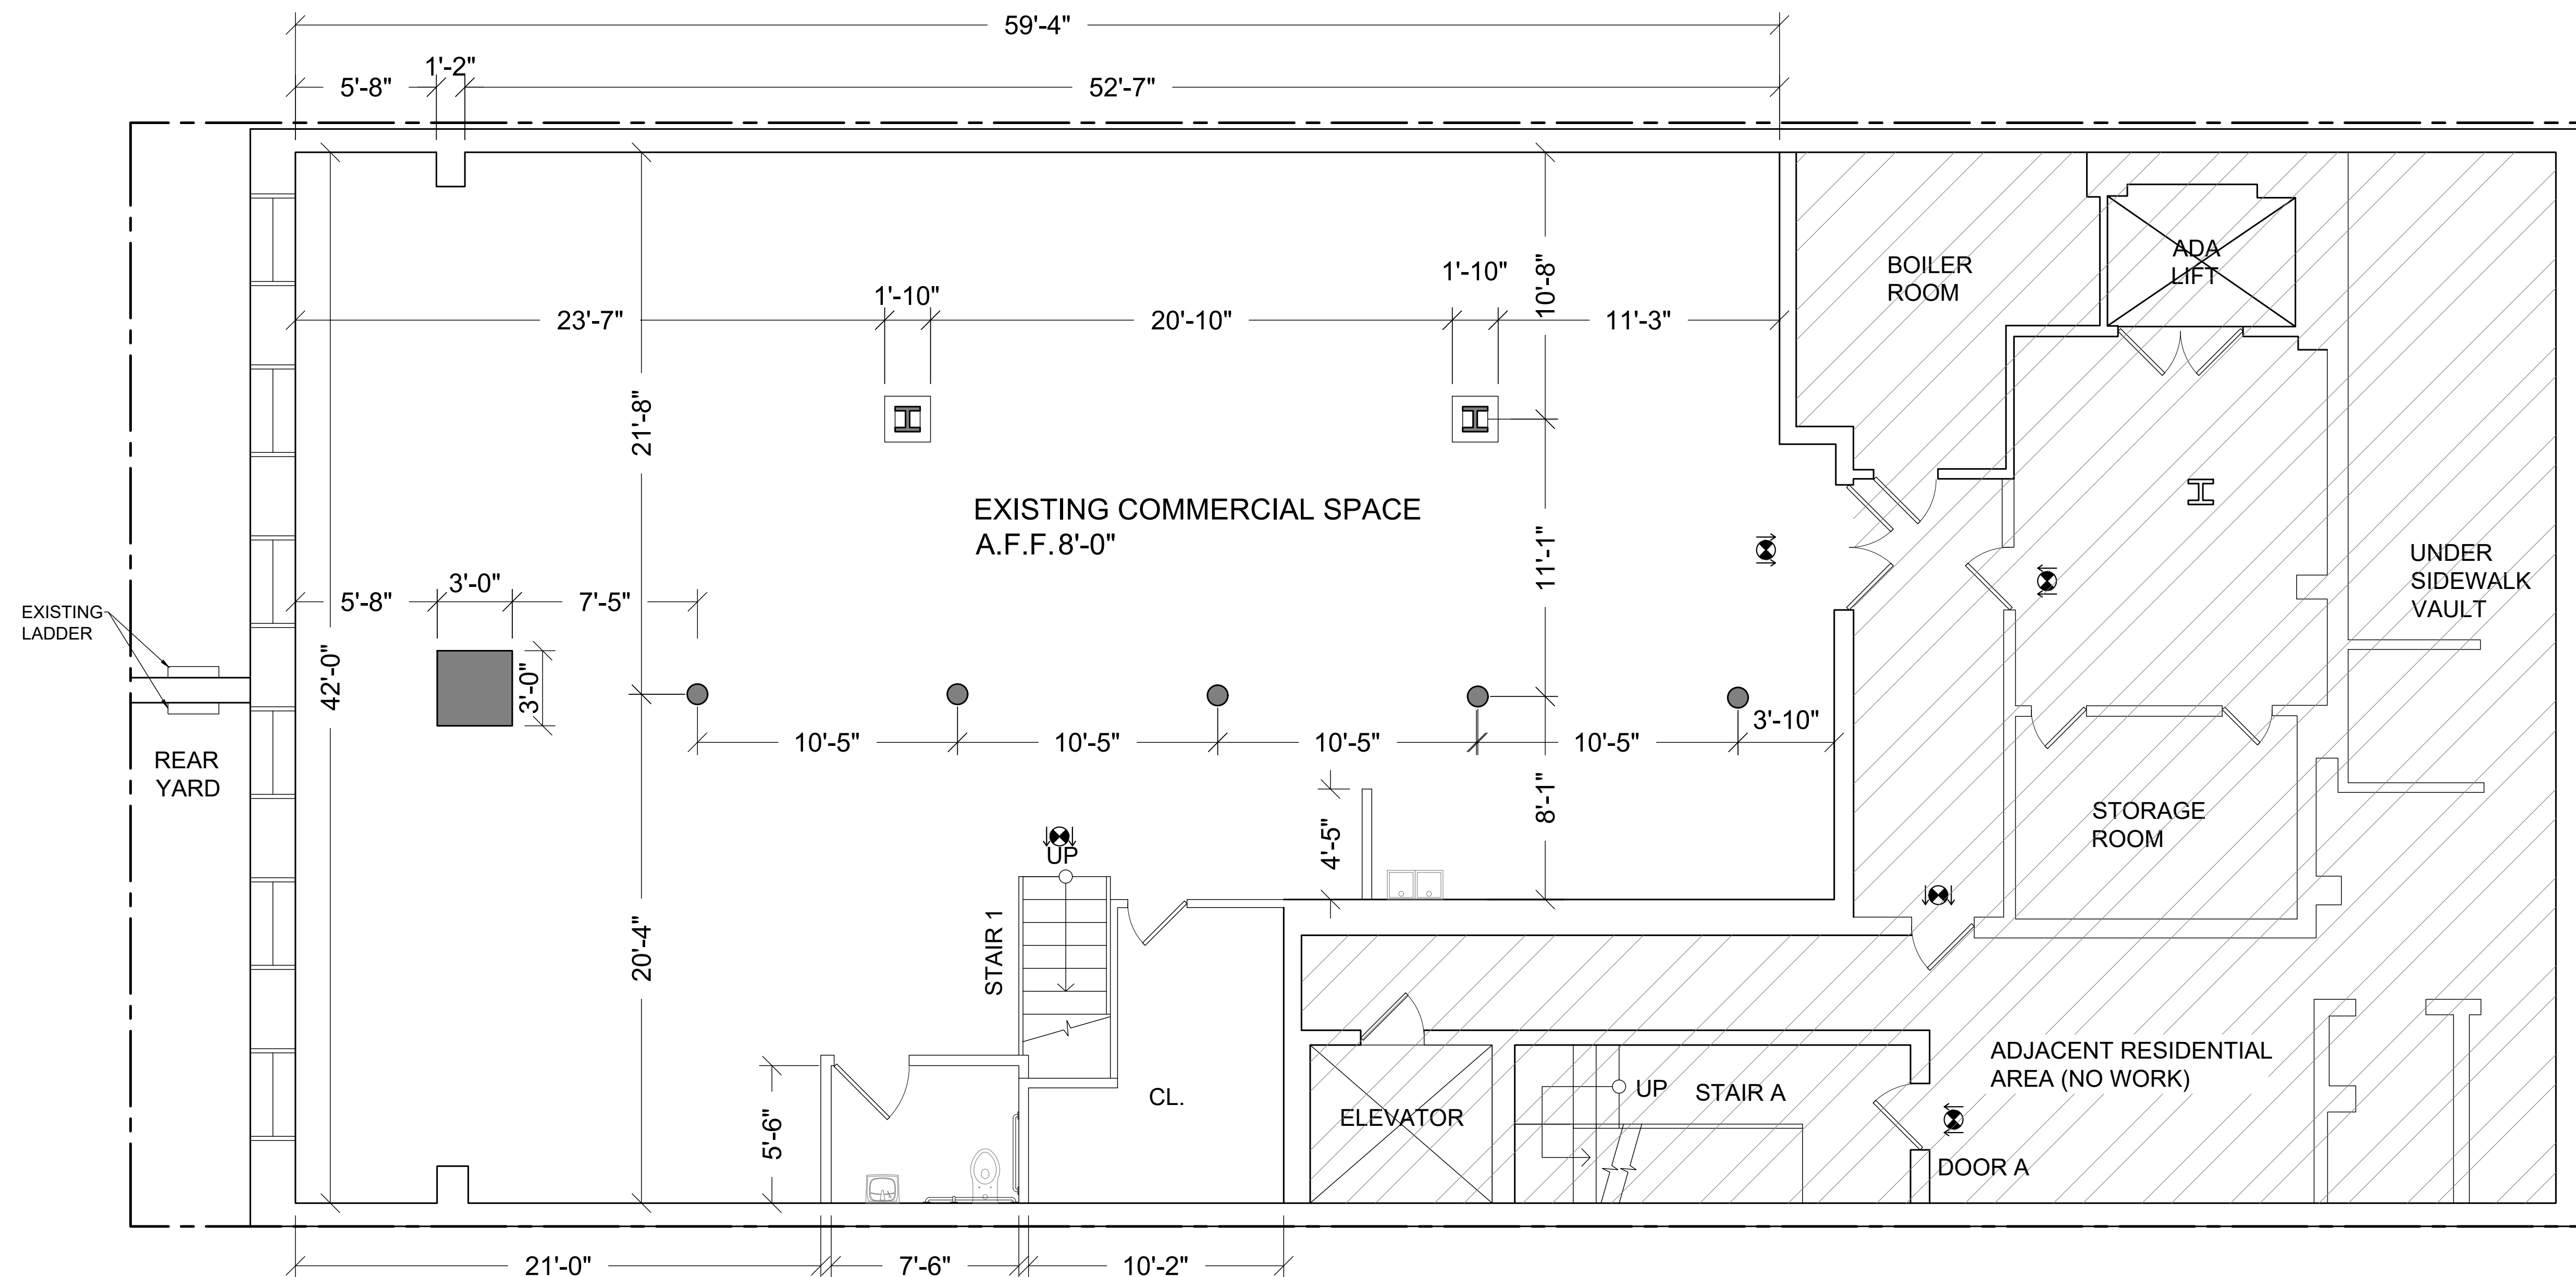 59'-4"
1'-2"
5'-8"
52'-7"
10'-8"
1'-10"
1'-10"
23'-7"
20'-10"
11'-3"
21'-8"
BOILER
ROOM
ADA
LIFT
EXISTING COMMERCIAL SPACE
A.F.F. 8'-0"
11'-1"
UNDER
SIDEWALK
VAULT
5'-8"
3'-0"
7'-5"
EXISTING
LADDER
42'-0"
3'-0"
3'-10"
10'-5"
10'-5"
10'-5"
10'-5"
REAR
YARD
8'-1"
4'-5"
STORAGE
ROOM
UP
STAIR 1
20'-4"
ADJACENT RESIDENTIAL
AREA (NO WORK)
5'-6"
CL.
ELEVATOR
UP
STAIR A
DOOR A
21'-0"
7'-6"
10'-2"